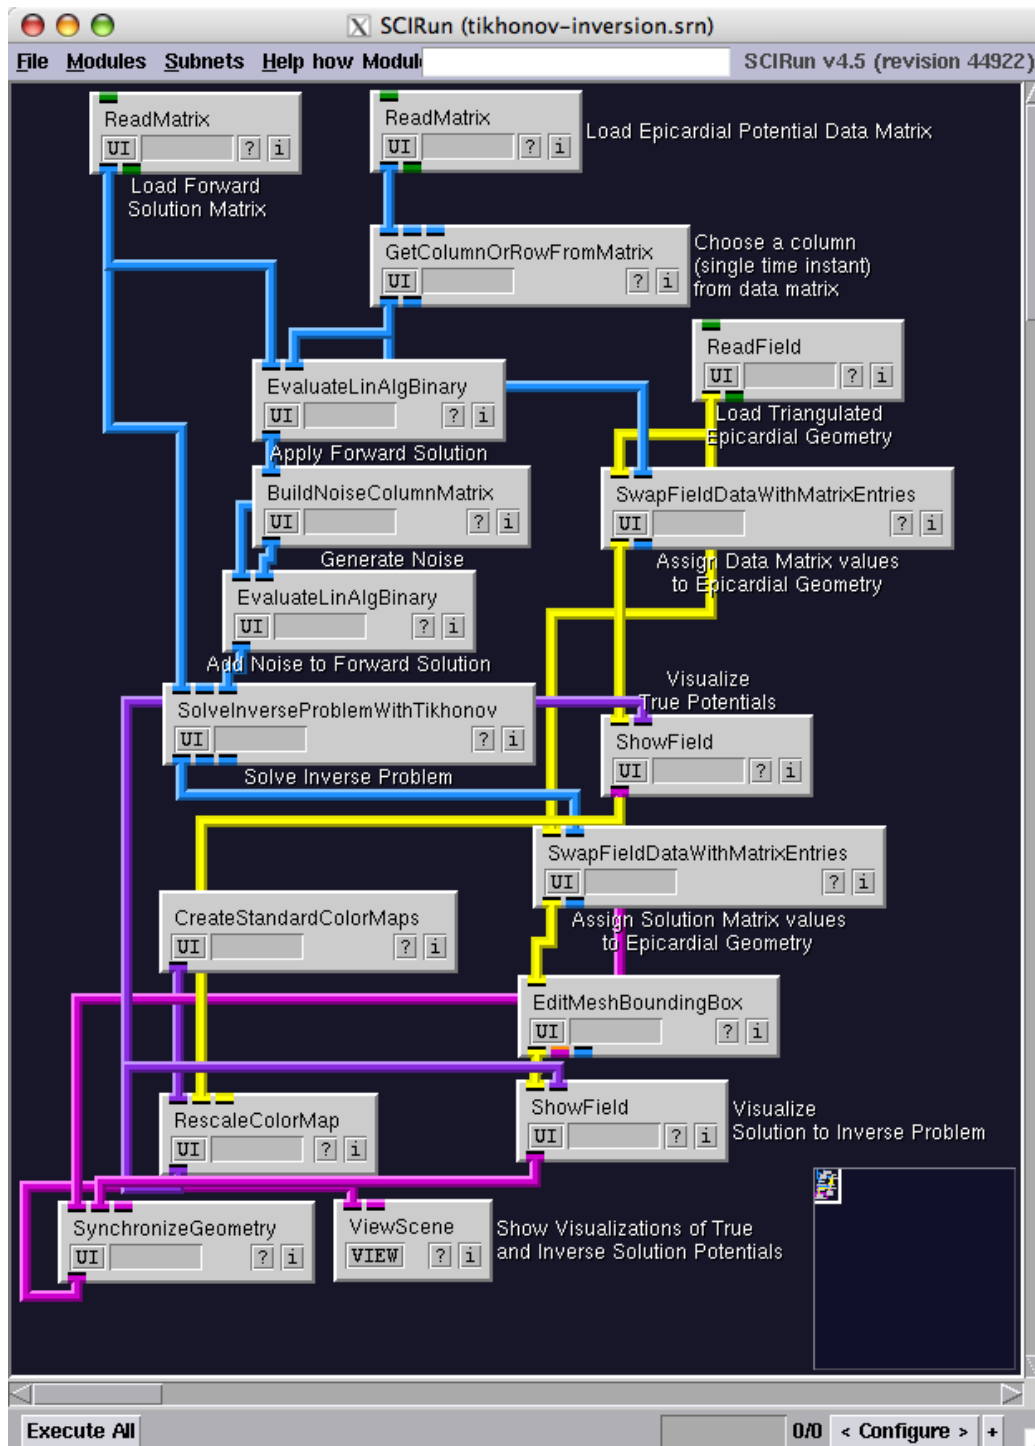 SCIRun (tikhonov-inversion.srn)
File Modules Subnets Help how Modul
SCIRun v4.5 (revision 44922)
ReadMatrix
UI ? i
Load Forward
Solution Matrix
ReadMatrix
UI ? i
Load Epicardial Potential Data Matrix
GetColumnOrRowFromMatrix
UI ? i
Choose a column
(single time instant)
from data matrix
ReadField
UI ? i
Load Triangulated
Epicardial Geometry
EvaluateLinAlgBinary
UI ? i
Apply Forward Solution
BuildNoiseColumnMatrix
UI ? i
Generate Noise
SwapFieldDataWithMatrixEntries
UI ? i
Assign Data Matrix values
to Epicardial Geometry
EvaluateLinAlgBinary
UI ? i
Add Noise to Forward Solution
SolveInverseProblemWithTikhonov
UI ? i
Solve Inverse Problem
Visualize
True Potentials
ShowField
UI ? i
SwapFieldDataWithMatrixEntries
UI ? i
Assign Solution Matrix values
to Epicardial Geometry
CreateStandardColorMaps
UI ? i
EditMeshBoundingBox
UI ? i
RescaleColorMap
UI ? i
ShowField
UI ? i
Visualize
Solution to Inverse Problem
SynchronizeGeometry
UI ? i
ViewScene
VIEW ? i
Show Visualizations of True
and Inverse Solution Potentials
Execute All
0/0 < Configure > +